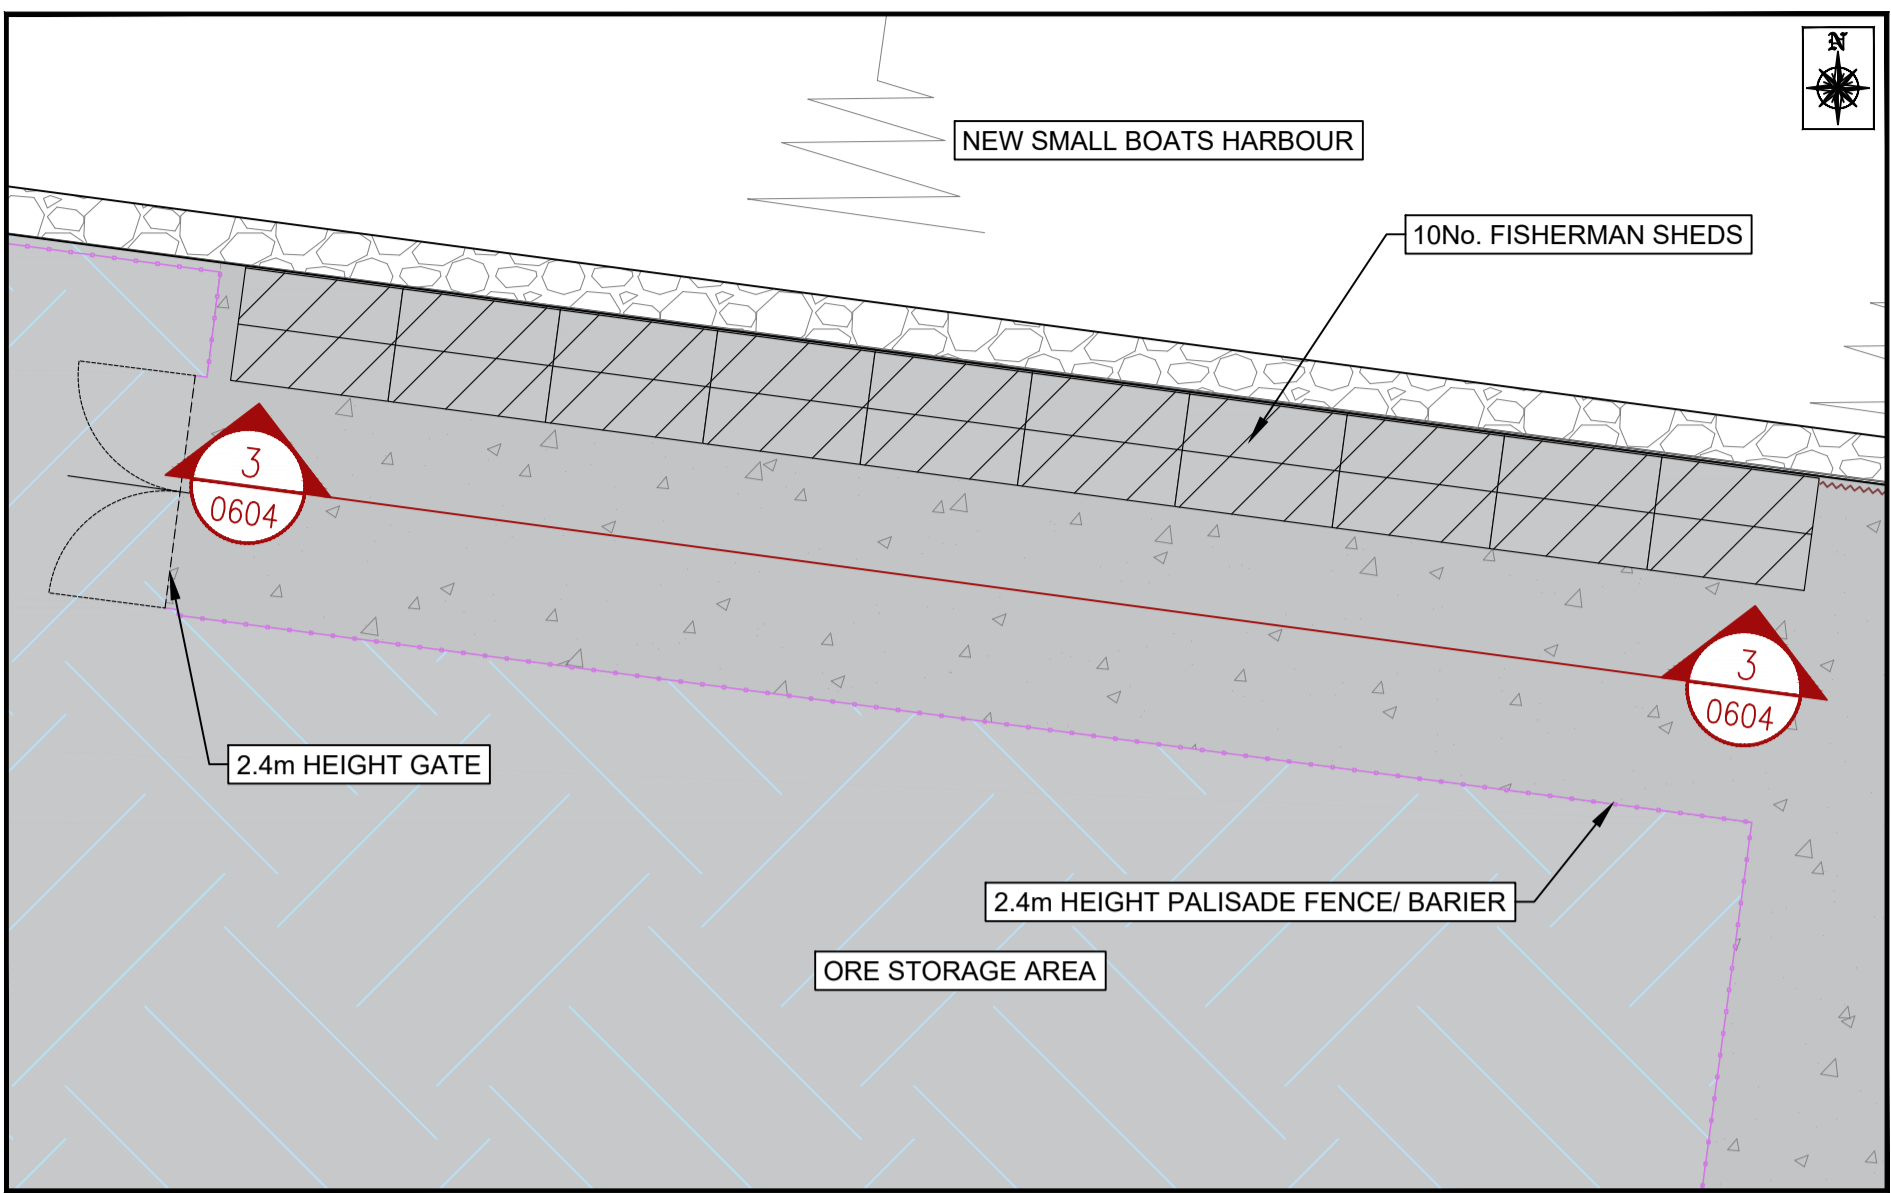 N
NEW SMALL BOATS HARBOUR
10No. FISHERMAN SHEDS
3
0604
3
0604
2.4m HEIGHT GATE
2.4m HEIGHT PALISADE FENCE/ BARIER
ORE STORAGE AREA